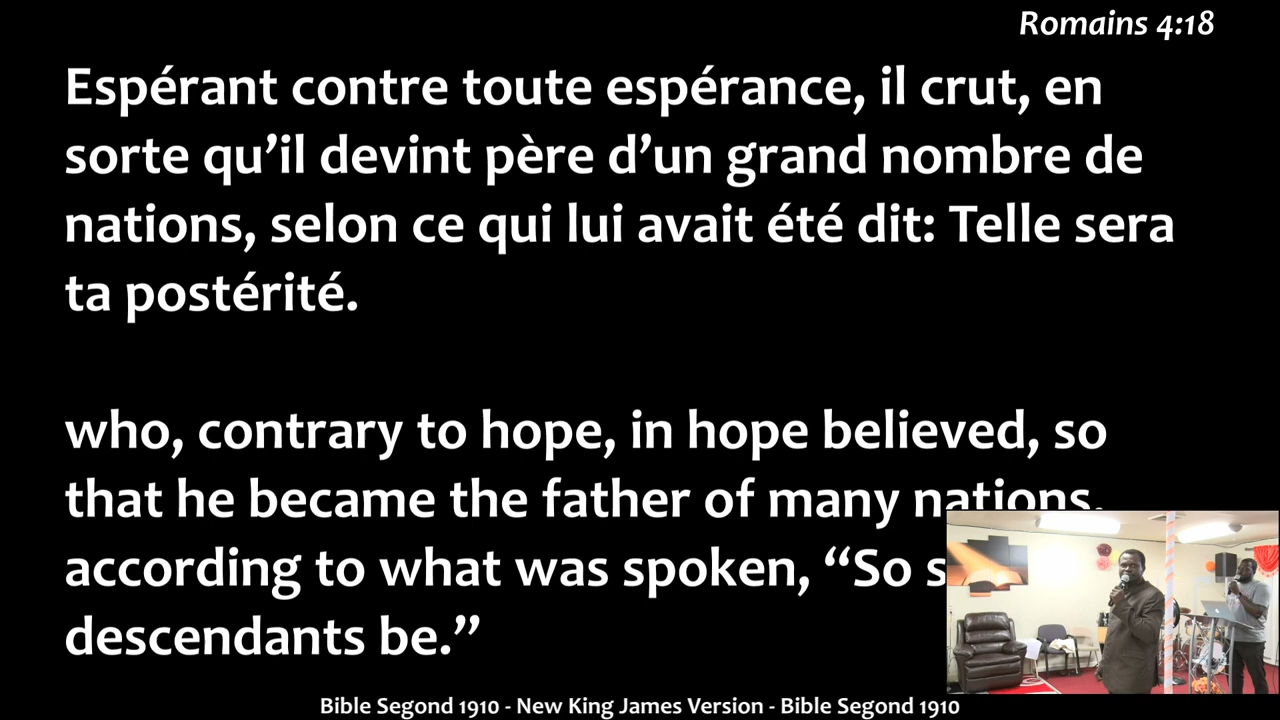 Romains 4:18
Espérant contre toute espérance, il crut, en
sorte qu’il devint père d’un grand nombre de
nations, selon ce qui lui avait été dit: Telle sera
ta postérité.
who, contrary to hope, in hope believed, so
that he became the father of many nations,
according to what was spoken, “So s
descendants be.”
Bible Segond 1910 - New King James Version - Bible Segond 1910